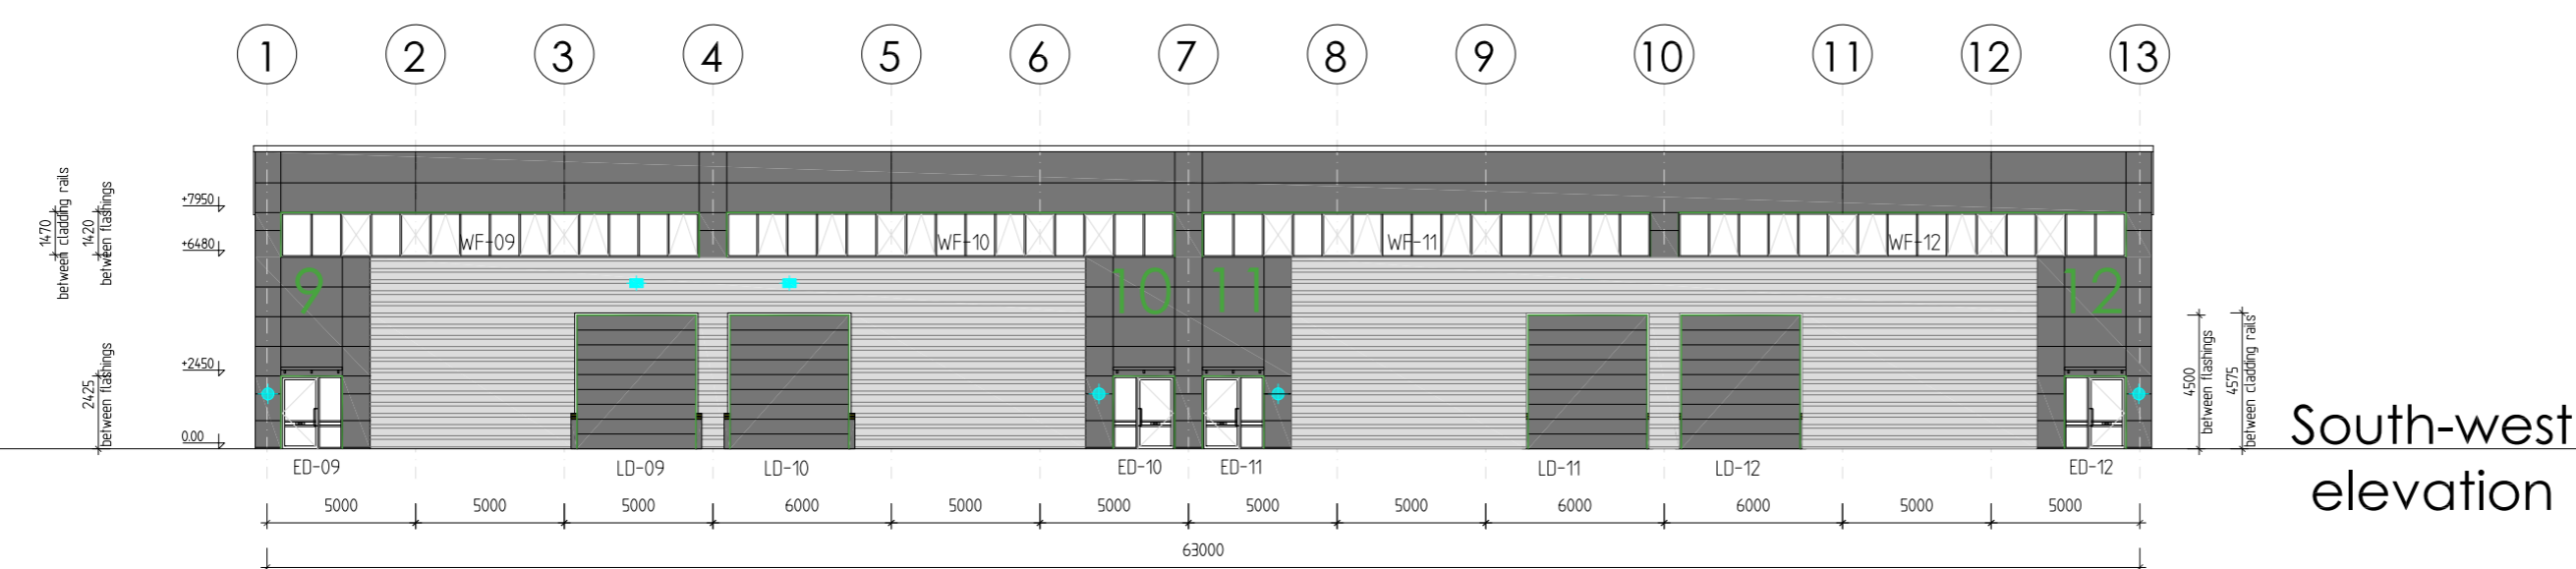 1 2 3 4 5 6 7 8 9 10 11 12 13
1470
between cladding rails
1420
between flashings
+7950
+6480
+2450
0.00
2425
between flashings
WF-09 WF-10 WF-11 WF-12
9 10 11 12
4500
between flashings
4575
between cladding rails
South-west
elevation
ED-09 LD-09 LD-10 ED-10 ED-11 LD-11 LD-12 ED-12
5000 5000 5000 6000 5000 5000 5000 5000 6000 6000 5000 5000
63000